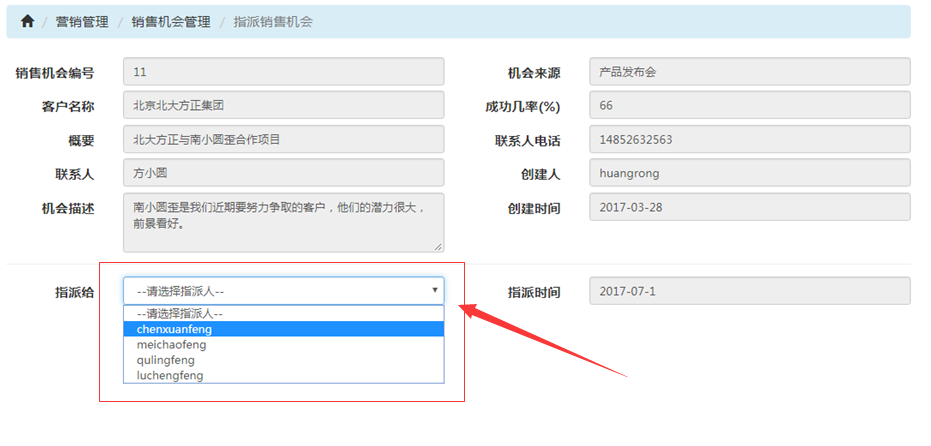 营销管理 / 销售机会管理 / 指派销售机会
销售机会编号 11 机会来源 产品发布会
客户名称 北京北大方正集团 成功几率(%) 66
概要 北大方正与南小圆歪合作项目 联系人电话 14852632563
联系人 方小圆 创建人 huangrong
机会描述 南小圆歪是我们近期要努力争取的客户，他们的潜力很大，
前景看好。
创建时间 2017-03-28
指派给 --请选择指派人-- 指派时间 2017-07-1
--请选择指派人--
chenxuanfeng
meichaofeng
qulingfeng
luchengfeng